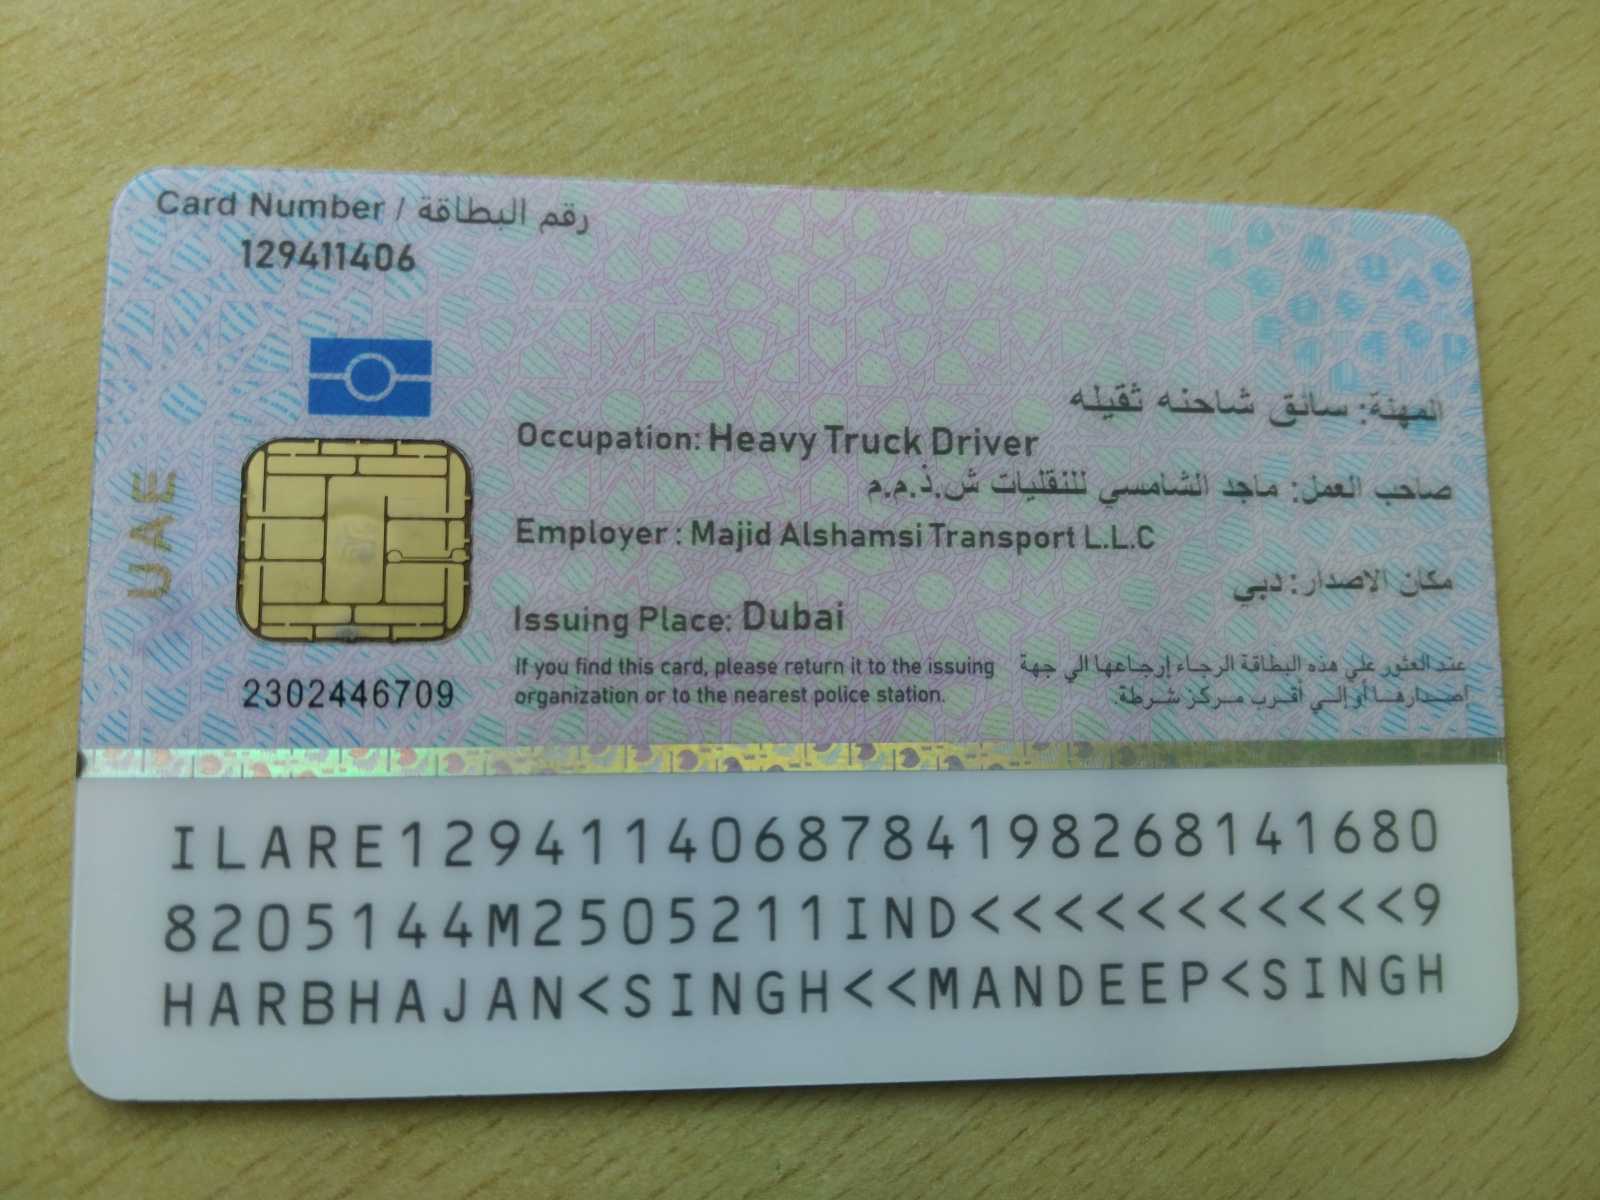 Card Number / رقم البطاقة
129411406
المهنة: سائق شاحنه ثقيله
Occupation: Heavy Truck Driver
صاحب العمل: ماجد الشامسي للنقليات ش.ذ.م.م
Employer : Majid Alshamsi Transport L.L.C
مكان الاصدار: دبي
Issuing Place: Dubai
UAE
2302446709
If you find this card, please return it to the issuing
organization or to the nearest police station.
عند العثور علي هذه البطاقة الرجاء إرجاعها الي جهة
اصدارها أو إلي أقرب مركز شرطة.
ILARE1294114068784198268141680
8205144M2505211IND<<<<<<<<<<<9
HARBHAJAN<SINGH<<MANDEEP<SINGH